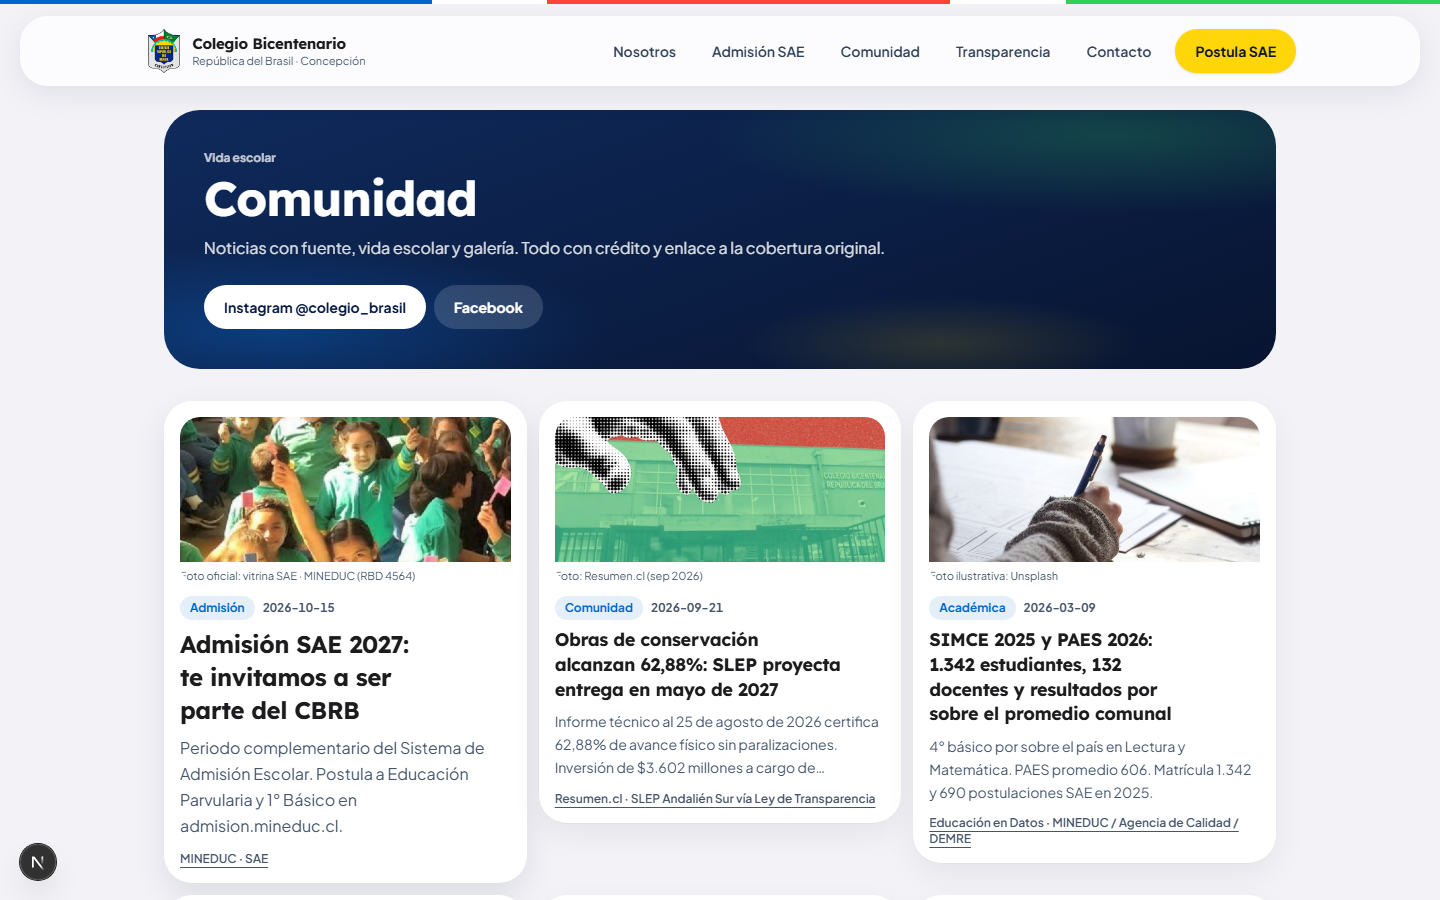 Colegio Bicentenario
República del Brasil · Concepción
Nosotros
Admisión SAE
Comunidad
Transparencia
Contacto
Postula SAE
Vida escolar
Comunidad
Noticias con fuente, vida escolar y galería. Todo con crédito y enlace a la cobertura original.
Instagram @colegio_brasil
Facebook
Foto oficial: vitrina SAE · MINEDUC (RBD 4564)
Admisión
2026-10-15
Admisión SAE 2027:
te invitamos a ser
parte del CBRB
Periodo complementario del Sistema de
Admisión Escolar. Postula a Educación
Parvularia y 1° Básico en
admision.mineduc.cl.
MINEDUC · SAE
COLEGIO BICENTENARIO
Foto: Resumen.cl (sep 2026)
Comunidad
2026-09-21
Obras de conservación
alcanzan 62,88%: SLEP proyecta
entrega en mayo de 2027
Informe técnico al 25 de agosto de 2026 certifica
62,88% de avance físico sin paralizaciones.
Inversión de $3.602 millones a cargo de…
Resumen.cl · SLEP Andalién Sur vía Ley de Transparencia
Foto ilustrativa: Unsplash
Académica
2026-03-09
SIMCE 2025 y PAES 2026:
1.342 estudiantes, 132
docentes y resultados por
sobre el promedio comunal
4° básico por sobre el país en Lectura y
Matemática. PAES promedio 606. Matrícula 1.342
y 690 postulaciones SAE en 2025.
Educación en Datos · MINEDUC / Agencia de Calidad /
DEMRE
N